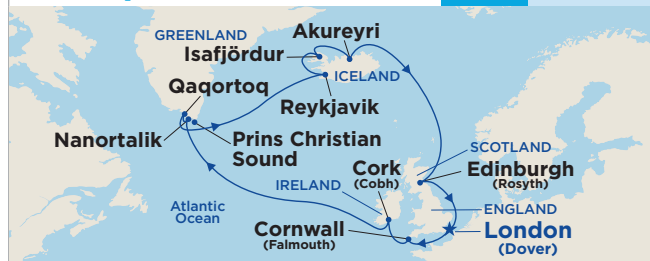 Akureyri
GREENLAND
Isafjördur
ICELAND
Qaqortoq
Reykjavik
Nanortalik
Prins Christian
Sound
SCOTLAND
Cork
(Cobh)
Edinburgh
(Rosyth)
IRELAND
Atlantic
Ocean
ENGLAND
Cornwall
(Falmouth)
London
(Dover)